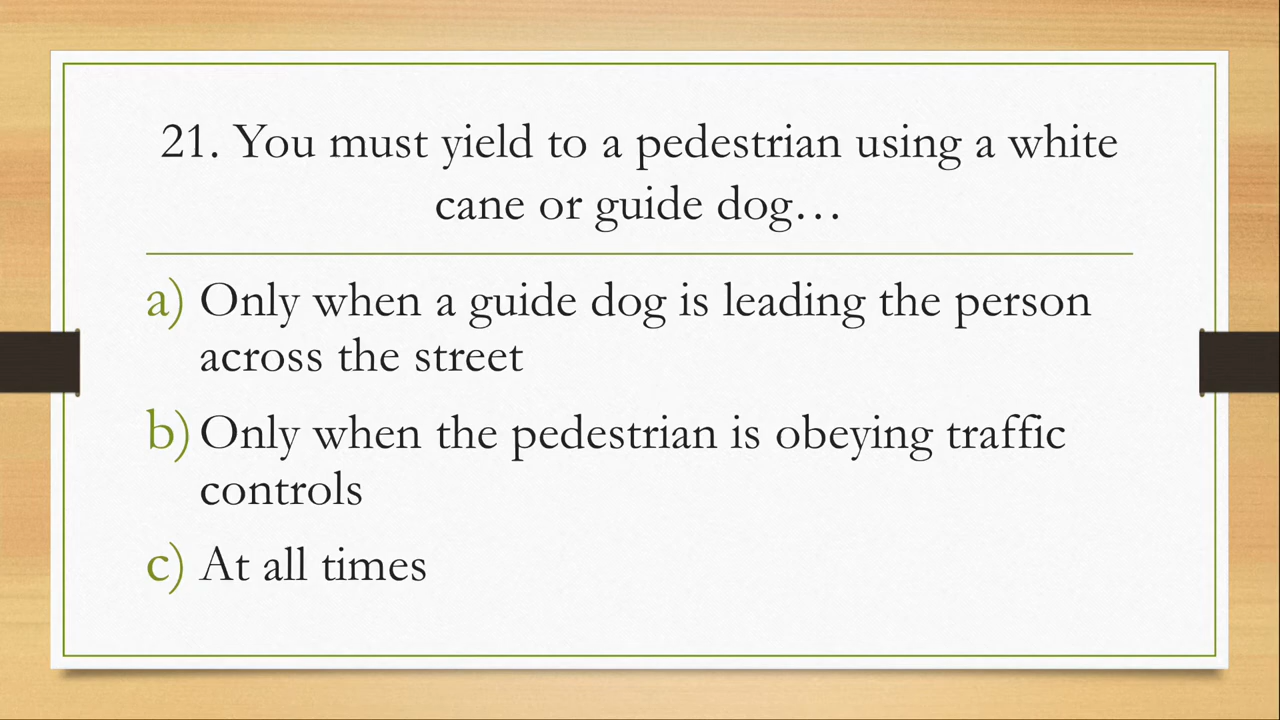 21. You must yield to a pedestrian using a white
cane or guide dog…
a) Only when a guide dog is leading the person
across the street
b) Only when the pedestrian is obeying traffic
controls
c) At all times